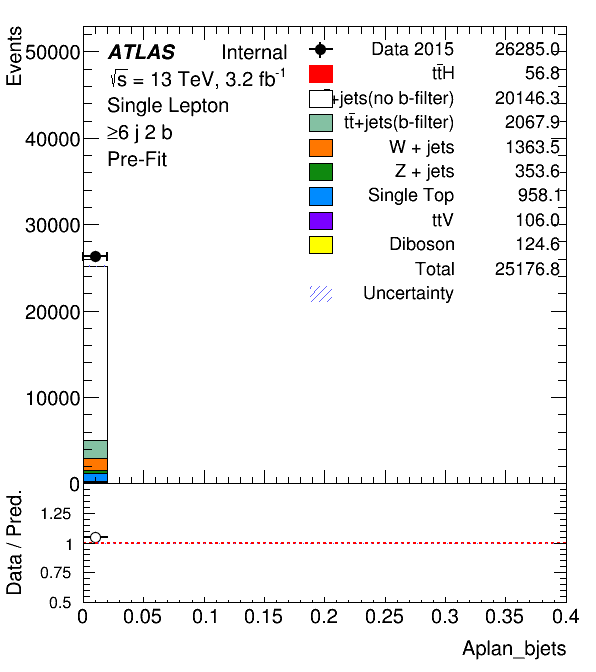 Events
50000
40000
30000
20000
10000
0
ATLAS Internal
√s = 13 TeV, 3.2 fb⁻¹
Single Lepton
≥6 j 2 b
Pre-Fit
Data 2015 26285.0
tt̄H 56.8
+jets(no b-filter) 20146.3
tt̄+jets(b-filter) 2067.9
W + jets 1363.5
Z + jets 353.6
Single Top 958.1
ttV 106.0
Diboson 124.6
Total 25176.8
Uncertainty
Data / Pred.
1.25
1
0.75
0.5
0 0.05 0.1 0.15 0.2 0.25 0.3 0.35 0.4
Aplan_bjets